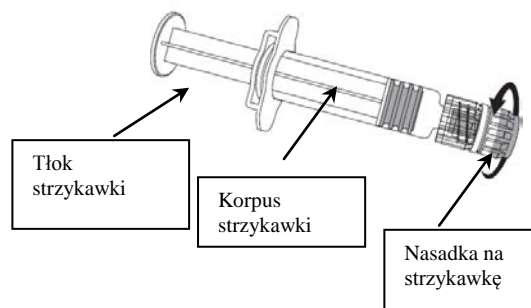 Tłok
strzykawki
Korpus
strzykawki
Nasadka na
strzykawkę